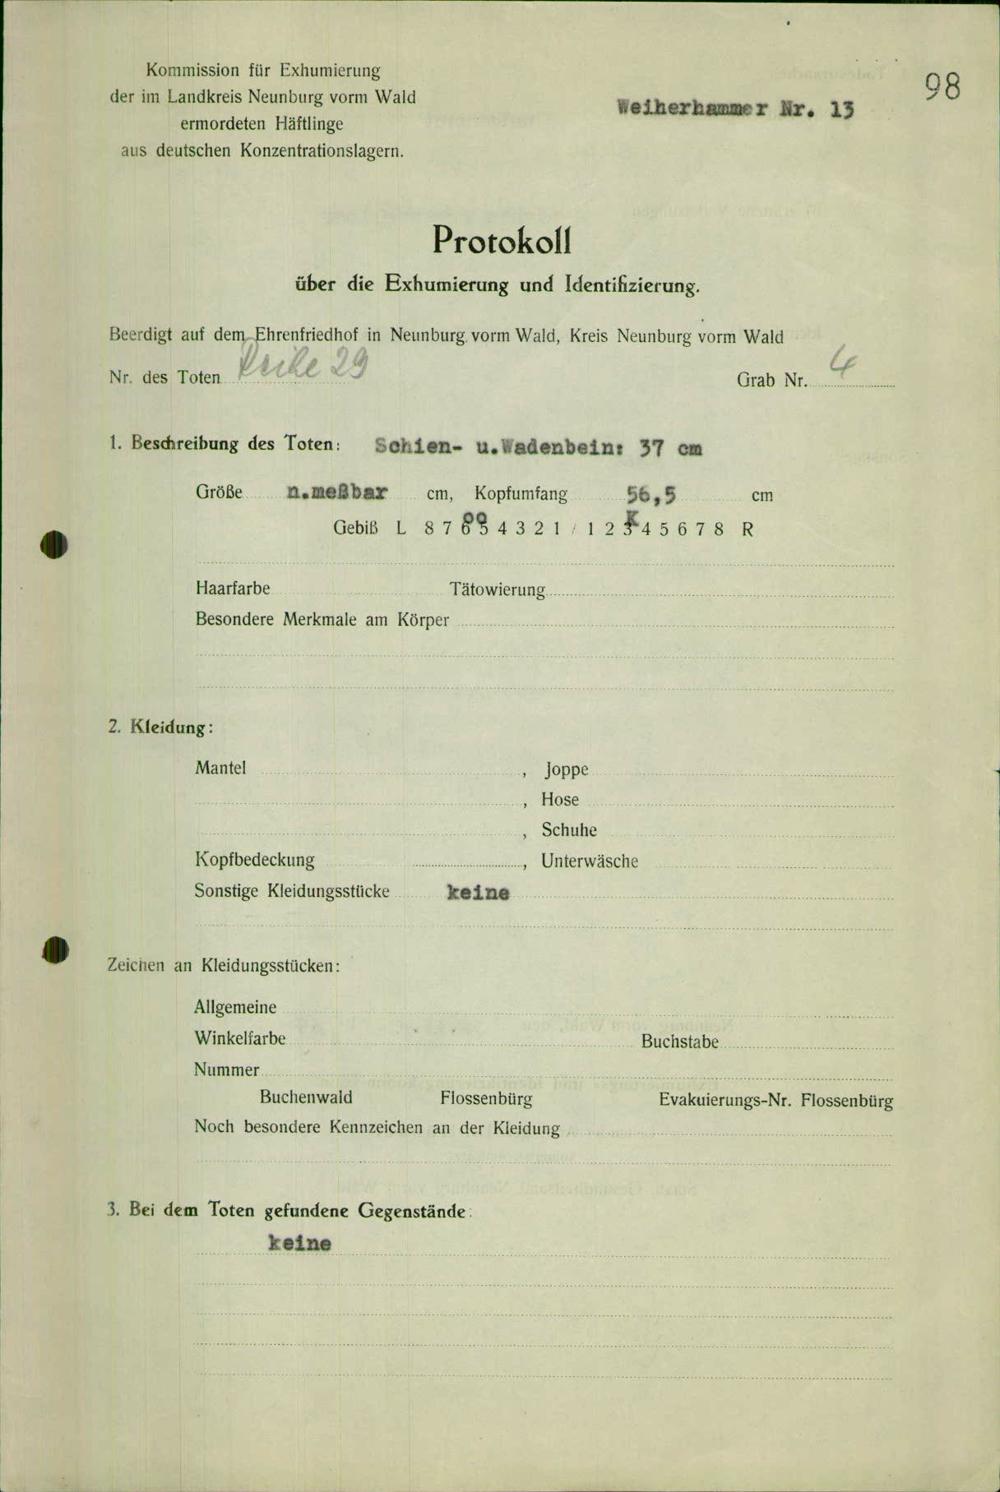 98
Kommission für Exhumierung
der im Landkreis Neunburg vorm Wald
ermordeten Häftlinge
aus deutschen Konzentrationslagern.
Weiherhammer Nr. 13
Protokoll
über die Exhumierung und Identifizierung.
Beerdigt auf dem Ehrenfriedhof in Neunburg vorm Wald, Kreis Neunburg vorm Wald
Nr. des Toten Reihe 29 Grab Nr. 4
1. Beschreibung des Toten: Schien- u.Wadenbein: 37 cm
Größe n.meßbar cm, Kopfumfang 56,5 cm
Gebiß L 8 7 6 5 4 3 2 1 / 1 2 3 4 5 6 7 8 R
Haarfarbe Tätowierung
Besondere Merkmale am Körper
2. Kleidung:
Mantel , Joppe
, Hose
, Schuhe
Kopfbedeckung , Unterwäsche
Sonstige Kleidungsstücke keine
Zeichen an Kleidungsstücken:
Allgemeine
Winkelfarbe Buchstabe
Nummer
Buchenwald Flossenbürg Evakuierungs-Nr. Flossenbürg
Noch besondere Kennzeichen an der Kleidung
3. Bei dem Toten gefundene Gegenstände:
keine